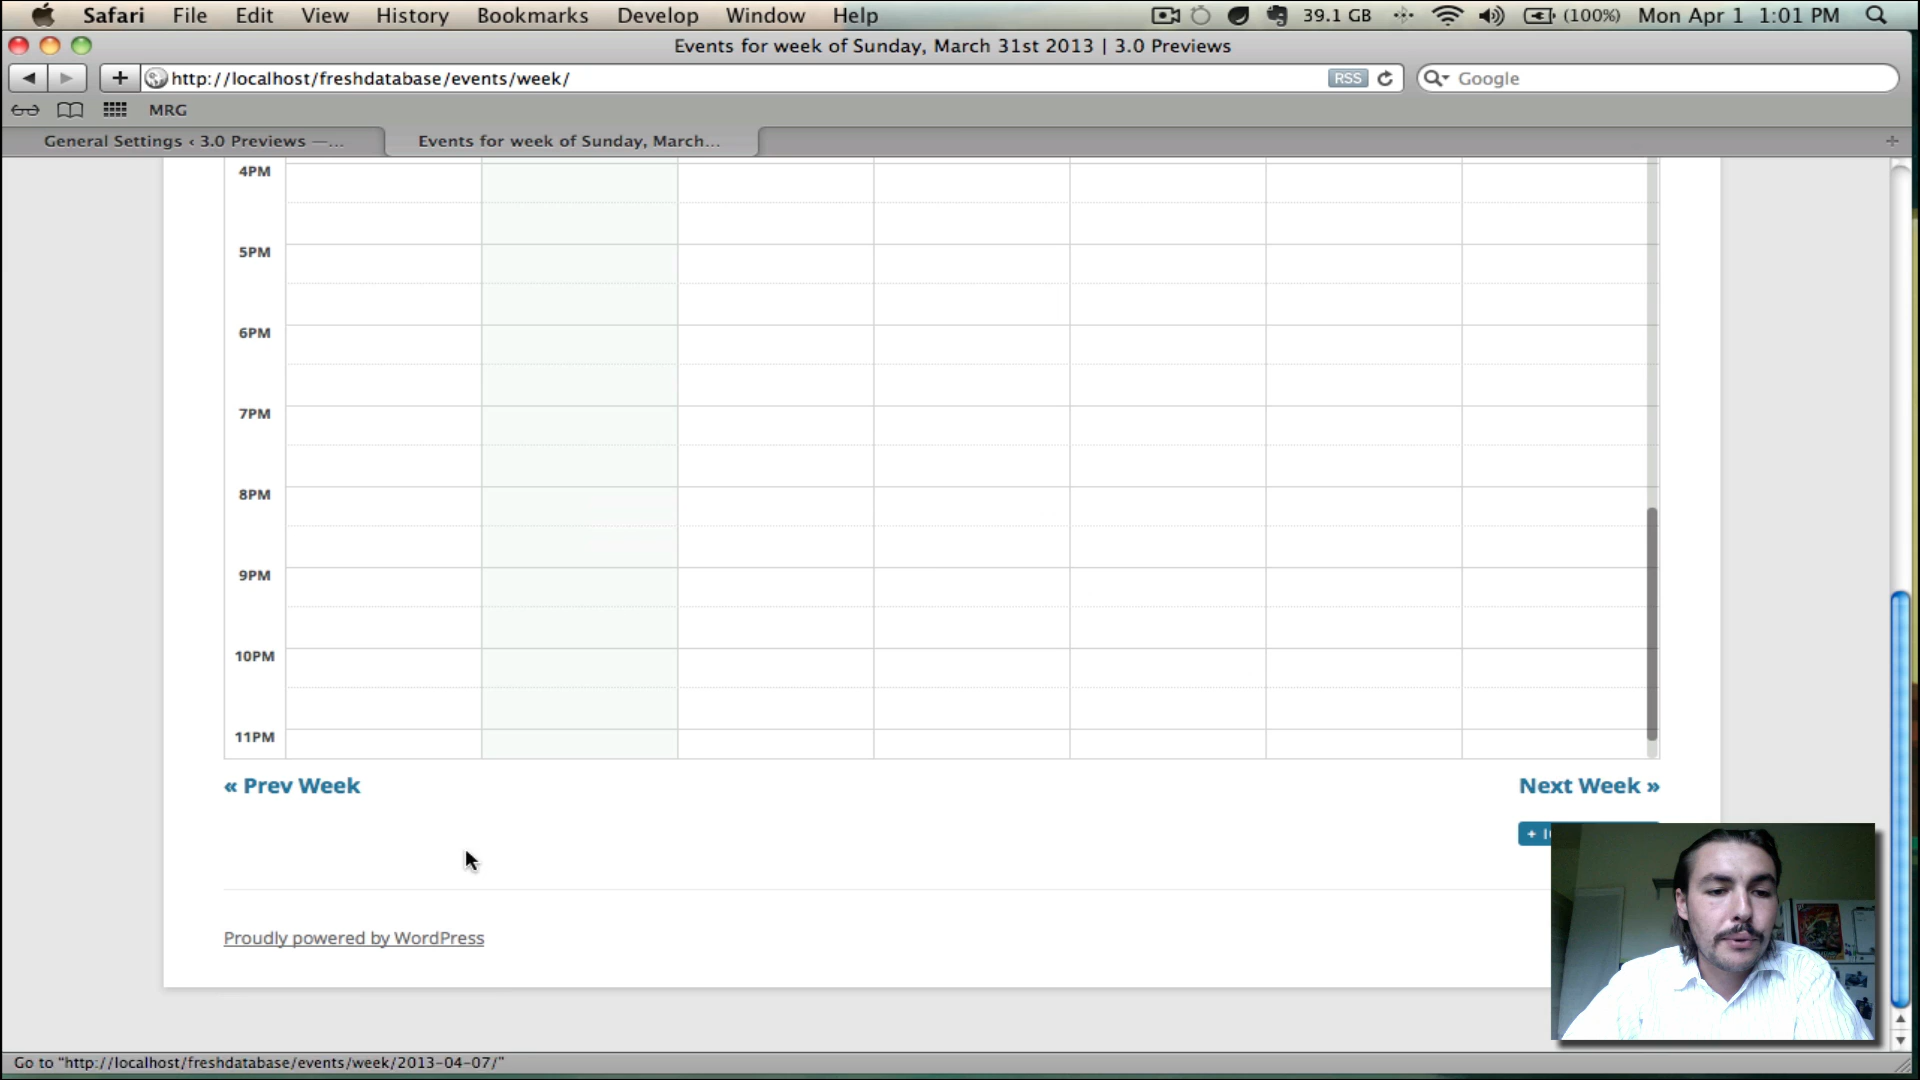 Safari File Edit View History Bookmarks Develop Window Help 39.1 GB (100%) Mon Apr 1 1:01 PM
Events for week of Sunday, March 31st 2013 | 3.0 Previews
http://localhost/freshdatabase/events/week/ RSS Google
MRG
General Settings ‹ 3.0 Previews —... Events for week of Sunday, March...
4PM
5PM
6PM
7PM
8PM
9PM
10PM
11PM
« Prev Week Next Week »
+
Proudly powered by WordPress
Go to "http://localhost/freshdatabase/events/week/2013-04-07/"